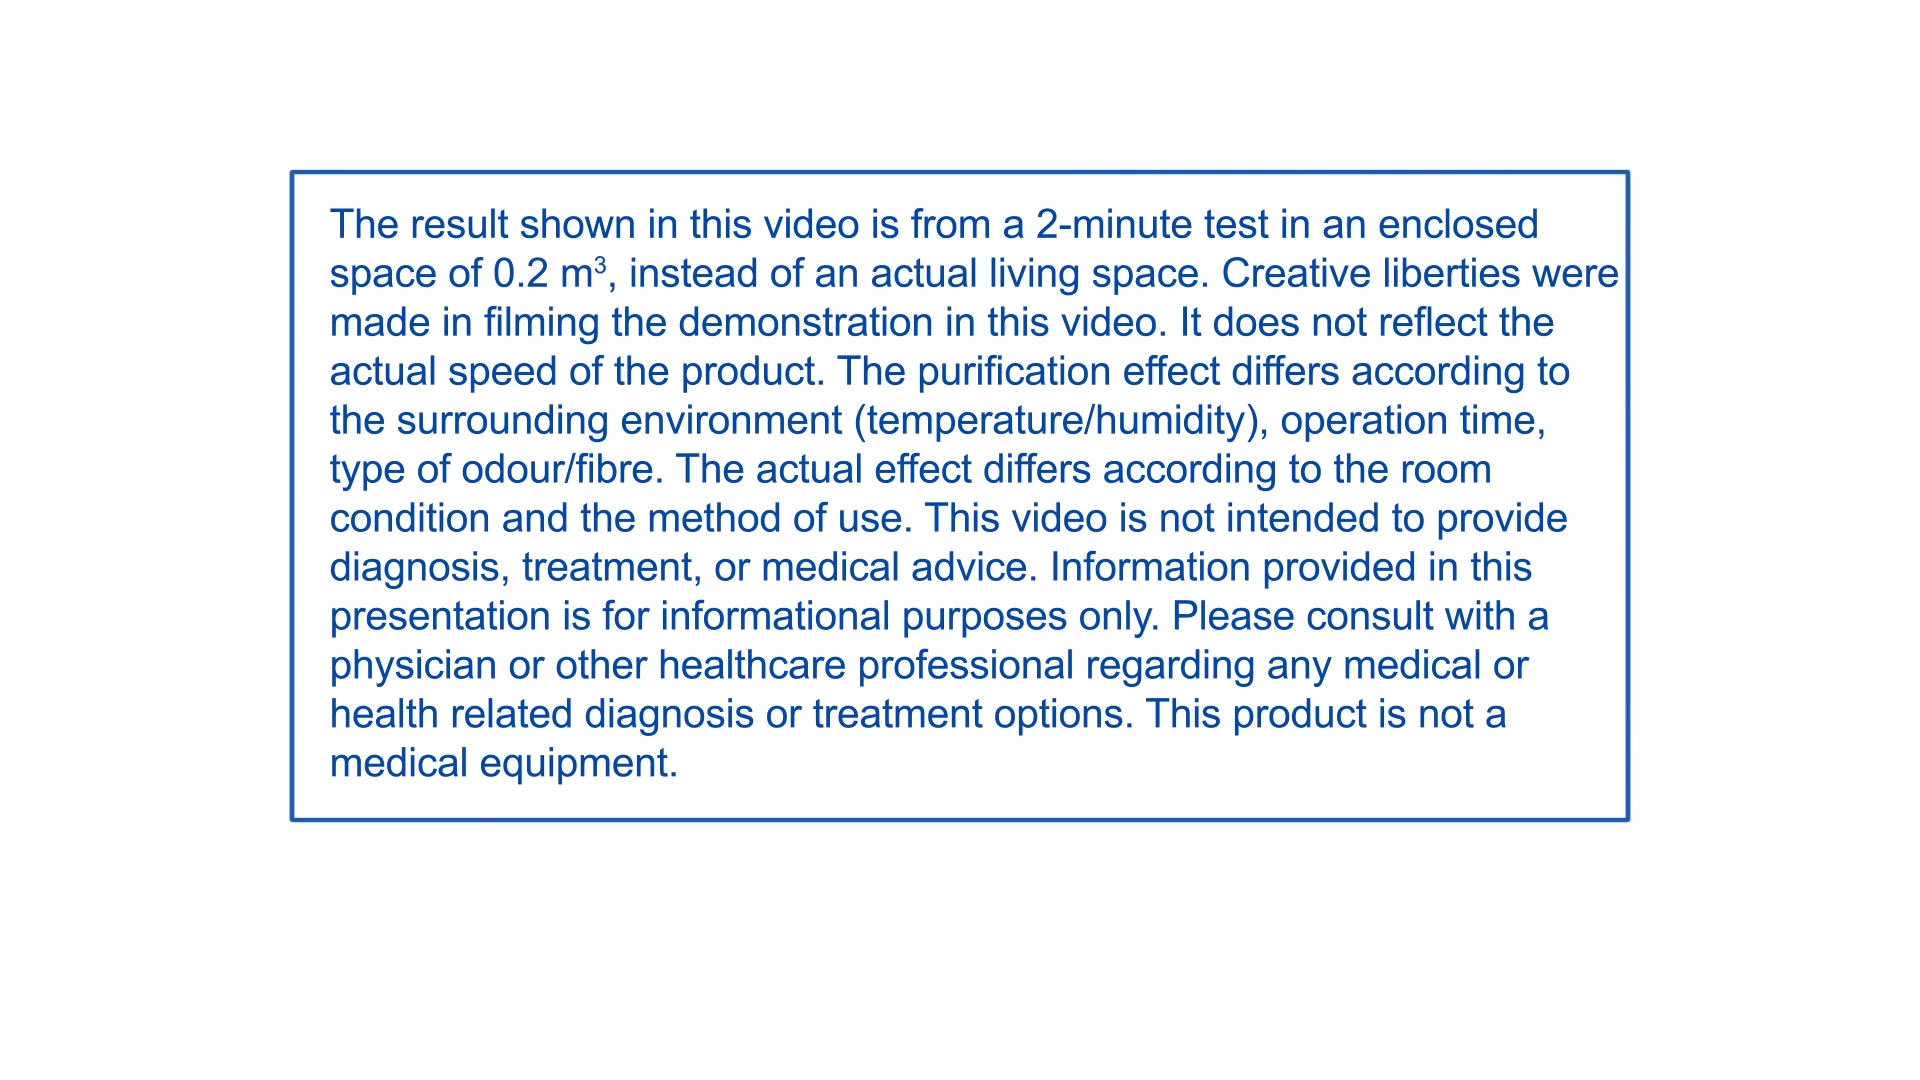 The result shown in this video is from a 2-minute test in an enclosed
space of 0.2 m³, instead of an actual living space. Creative liberties were
made in filming the demonstration in this video. It does not reflect the
actual speed of the product. The purification effect differs according to
the surrounding environment (temperature/humidity), operation time,
type of odour/fibre. The actual effect differs according to the room
condition and the method of use. This video is not intended to provide
diagnosis, treatment, or medical advice. Information provided in this
presentation is for informational purposes only. Please consult with a
physician or other healthcare professional regarding any medical or
health related diagnosis or treatment options. This product is not a
medical equipment.